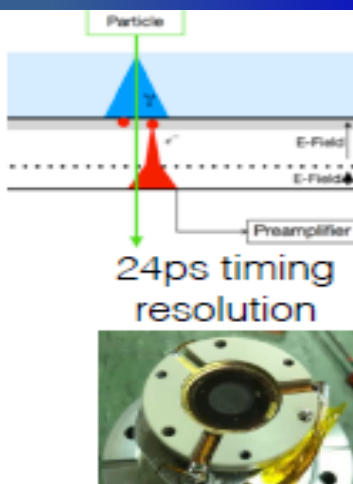 Particle
γ
e⁻
E-Field
E-Field
Preamplifier
24ps timing
resolution